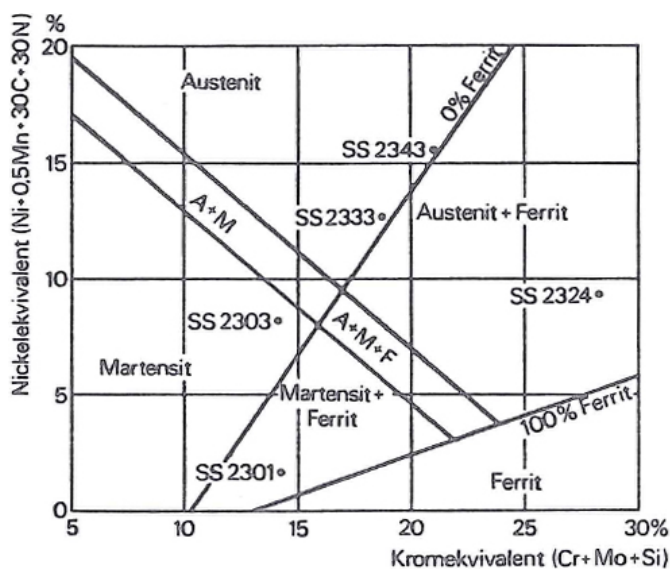 %
20
15
10
5
0
Nickelekvivalent (Ni+0,5Mn+30C+30N)
Austenit
0% Ferrit
SS 2343
A+M
SS 2333
Austenit + Ferrit
SS 2324
SS 2303
A+M+F
Martensit
Martensit +
Ferrit
100% Ferrit
SS 2301
Ferrit
5
10
15
20
25
30%
Kromekvivalent (Cr+Mo+Si)